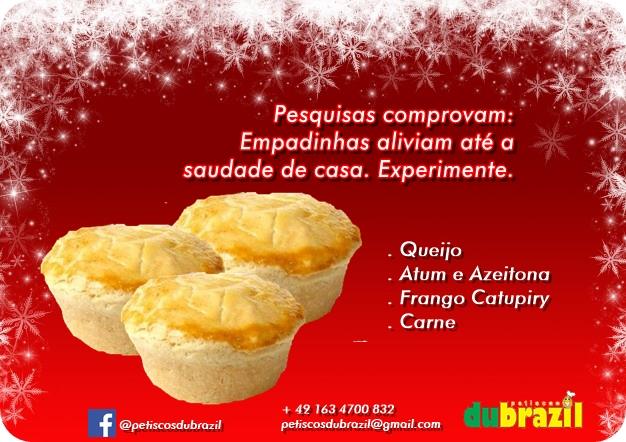 Pesquisas comprovam:
Empadinhas aliviam até a
saudade de casa. Experimente.
. Queijo
. Atum e Azeitona
. Frango Catupiry
. Carne
f @petiscosdubrazil
+ 49 163 4700 832
petiscosdubrazil@gmail.com
petiscos
dubrazil